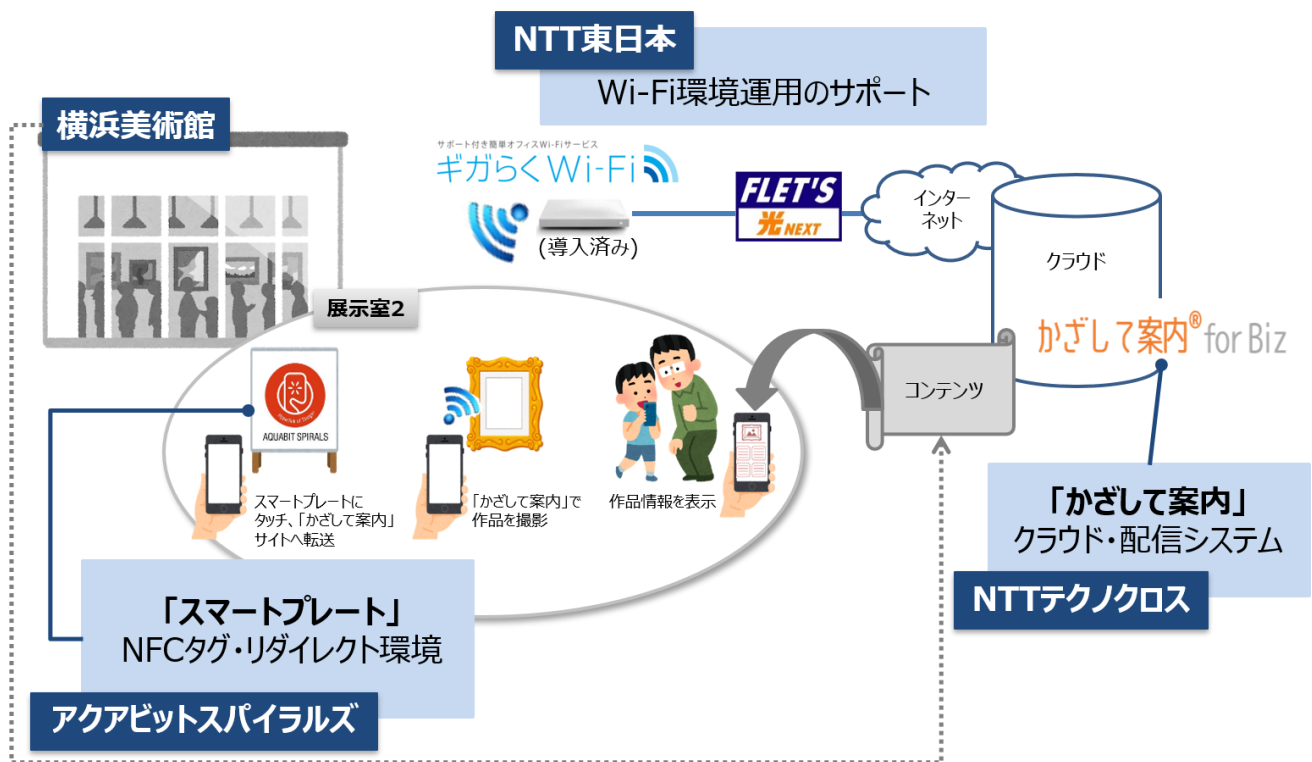 NTT東日本
Wi-Fi環境運用のサポート
横浜美術館
サポート付き簡単オフィスWi-Fiサービス
ギガらくWi-Fi
(導入済み)
FLET'S
光NEXT
インター
ネット
クラウド
かざして案内® for Biz
展示室2
コンテンツ
AQUABIT SPIRALS
スマートプレートに
タッチ、「かざして案内」
サイトへ転送
「かざして案内」で
作品を撮影
作品情報を表示
「かざして案内」
クラウド・配信システム
NTTテクノクロス
「スマートプレート」
NFCタグ・リダイレクト環境
アクアビットスパイラルズ